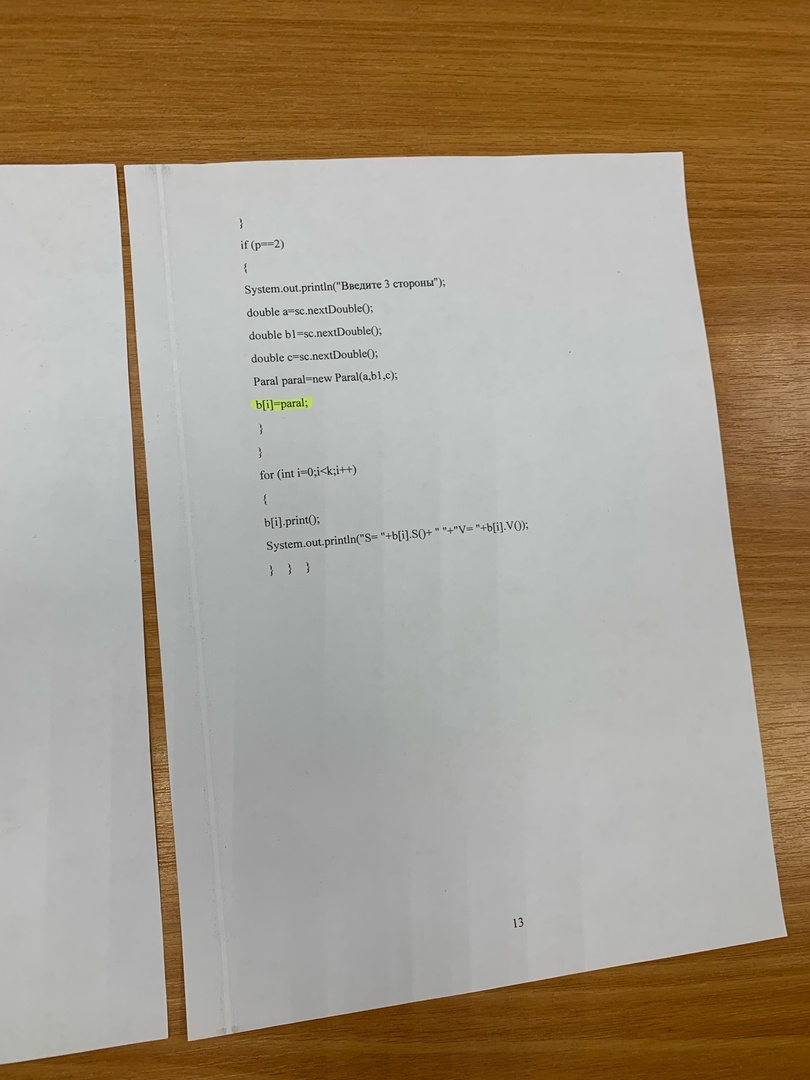 }
if (p==2)
{
System.out.println("Введите 3 стороны");
double a=sc.nextDouble();
double b1=sc.nextDouble();
double c=sc.nextDouble();
Paral paral=new Paral(a,b1,c);
b[i]=paral;
}
}
for (int i=0;i<k;i++)
{
b[i].print();
System.out.println("S= "+b[i].S()+ " "+"V= "+b[i].V());
} } }
13